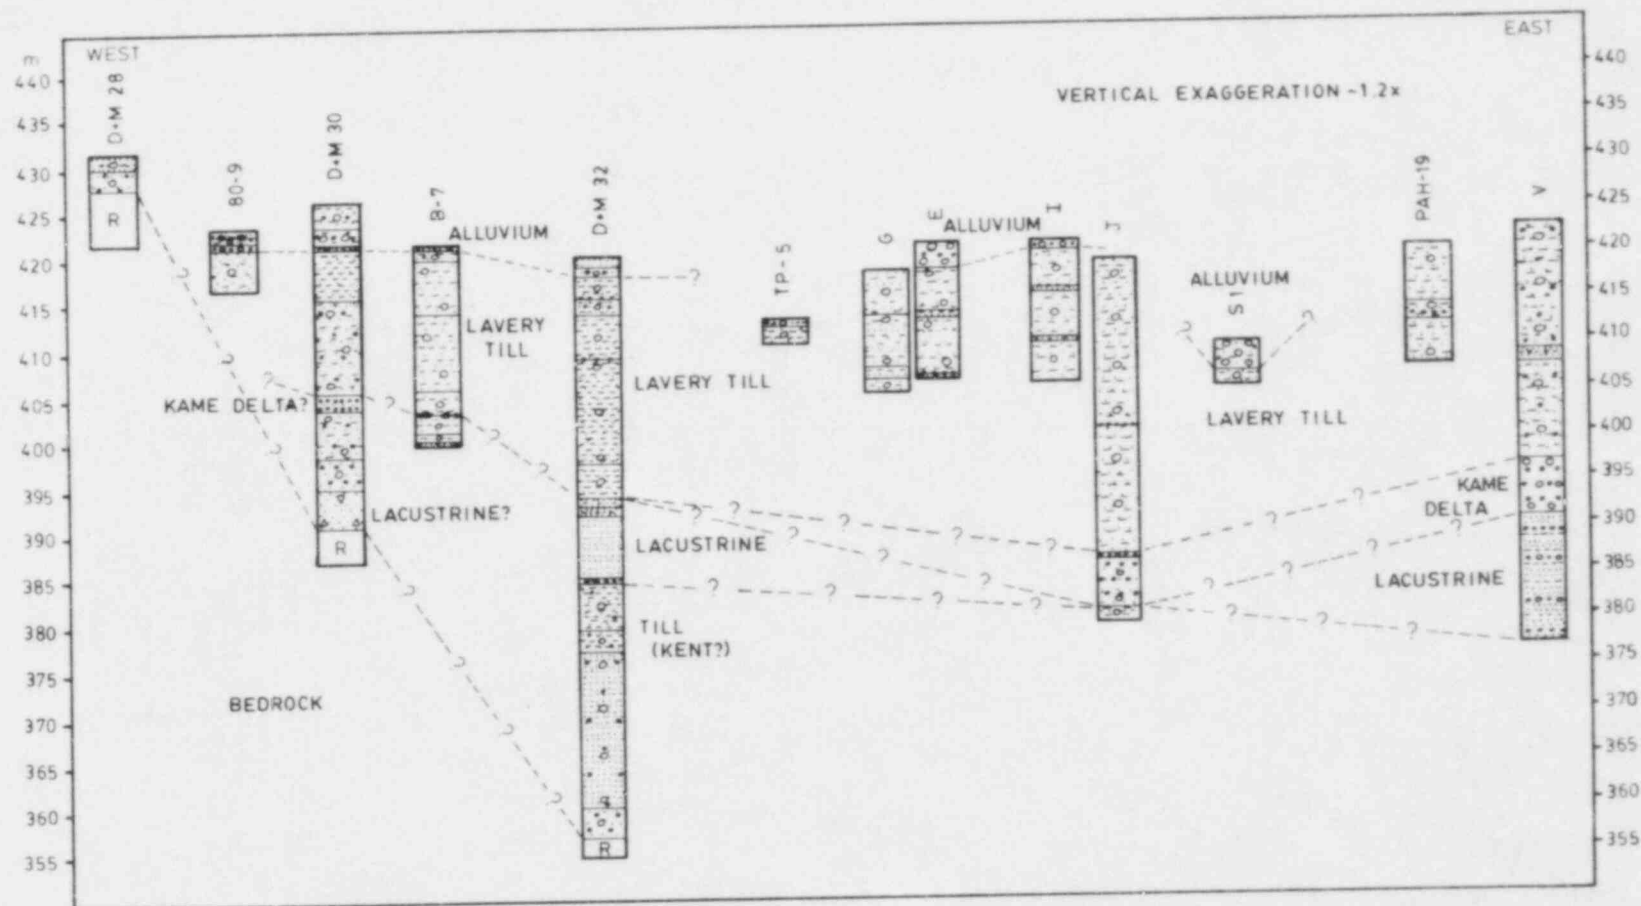 WEST
EAST
m
440
435
430
425
420
415
410
405
400
395
390
385
380
375
370
365
360
355
440
435
430
425
420
415
410
405
400
395
390
385
380
375
370
365
360
355
VERTICAL EXAGGERATION ~1.2x
D+M 28
80-9
D+M 30
B-7
D+M 32
TP-5
G
E
I
J
S1
PAH-19
V
R
R
R
ALLUVIUM
ALLUVIUM
ALLUVIUM
LAVERY
TILL
LAVERY TILL
LAVERY TILL
KAME DELTA?
KAME
DELTA
LACUSTRINE?
LACUSTRINE
LACUSTRINE
TILL
(KENT?)
BEDROCK